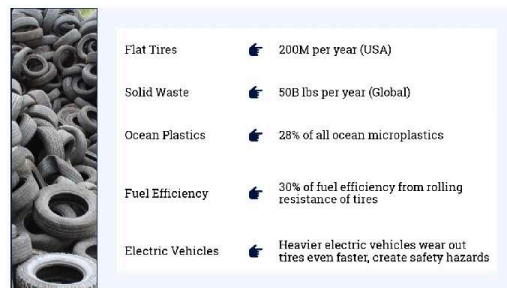 Flat Tires 200M per year (USA)
Solid Waste 50B lbs per year (Global)
Ocean Plastics 28% of all ocean microplastics
Fuel Efficiency 30% of fuel efficiency from rolling
resistance of tires
Electric Vehicles Heavier electric vehicles wear out
tires even faster, create safety hazards